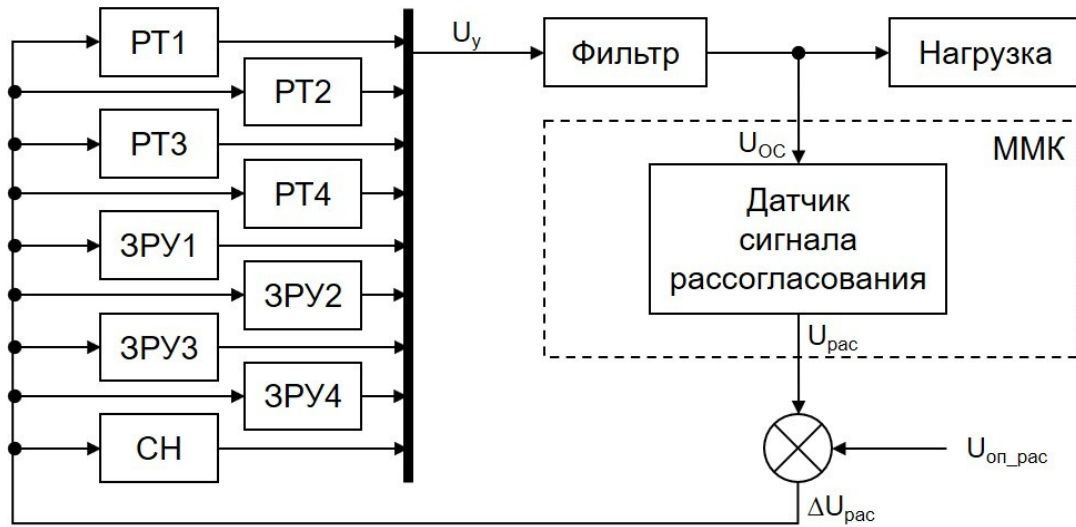 РТ1
РТ2
РТ3
РТ4
ЗРУ1
ЗРУ2
ЗРУ3
ЗРУ4
СН
Uу
Фильтр
Нагрузка
ММК
UОС
Датчик
сигнала
рассогласования
Uрас
Uоп_рас
ΔUрас